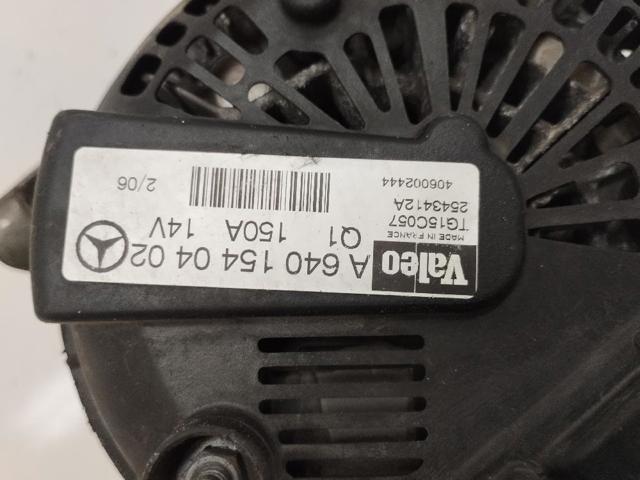 Valeo
MADE IN FRANCE
TG15C057
2543412A
406002444
A 640 154 04 02
Q1 150A 14V
2/06